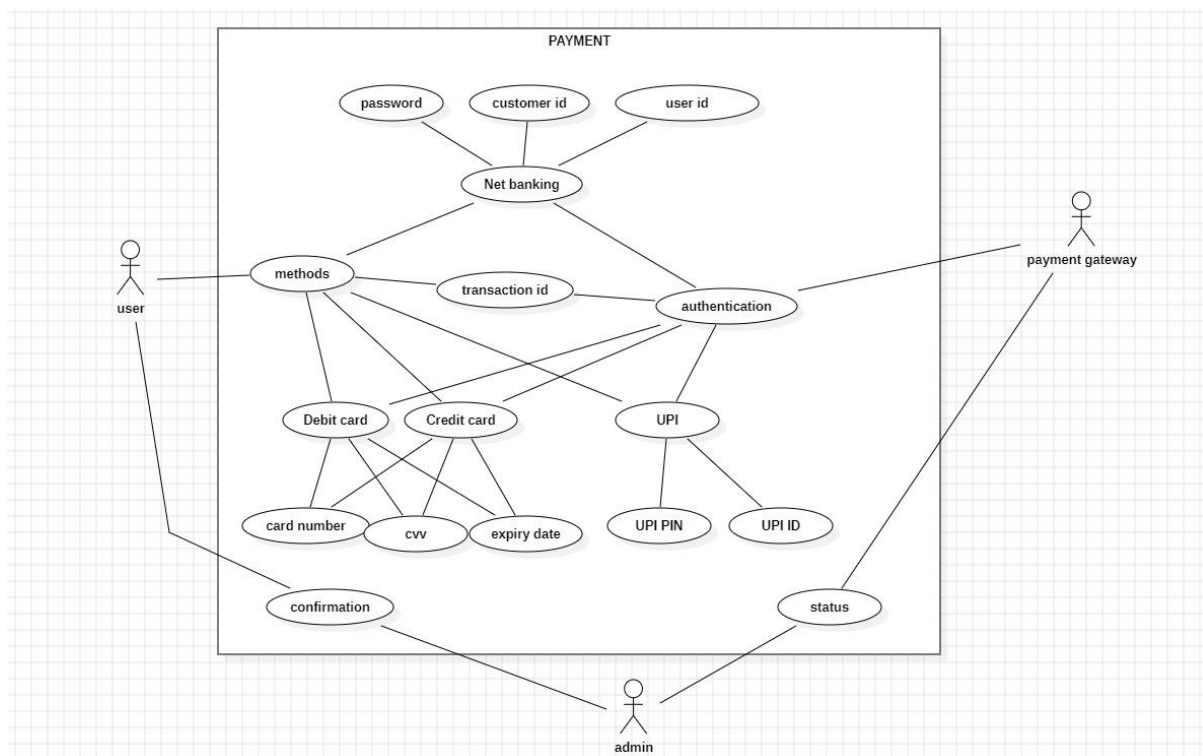 PAYMENT
password
customer id
user id
Net banking
methods
transaction id
authentication
user
payment gateway
Debit card
Credit card
UPI
card number
cvv
expiry date
UPI PIN
UPI ID
confirmation
status
admin